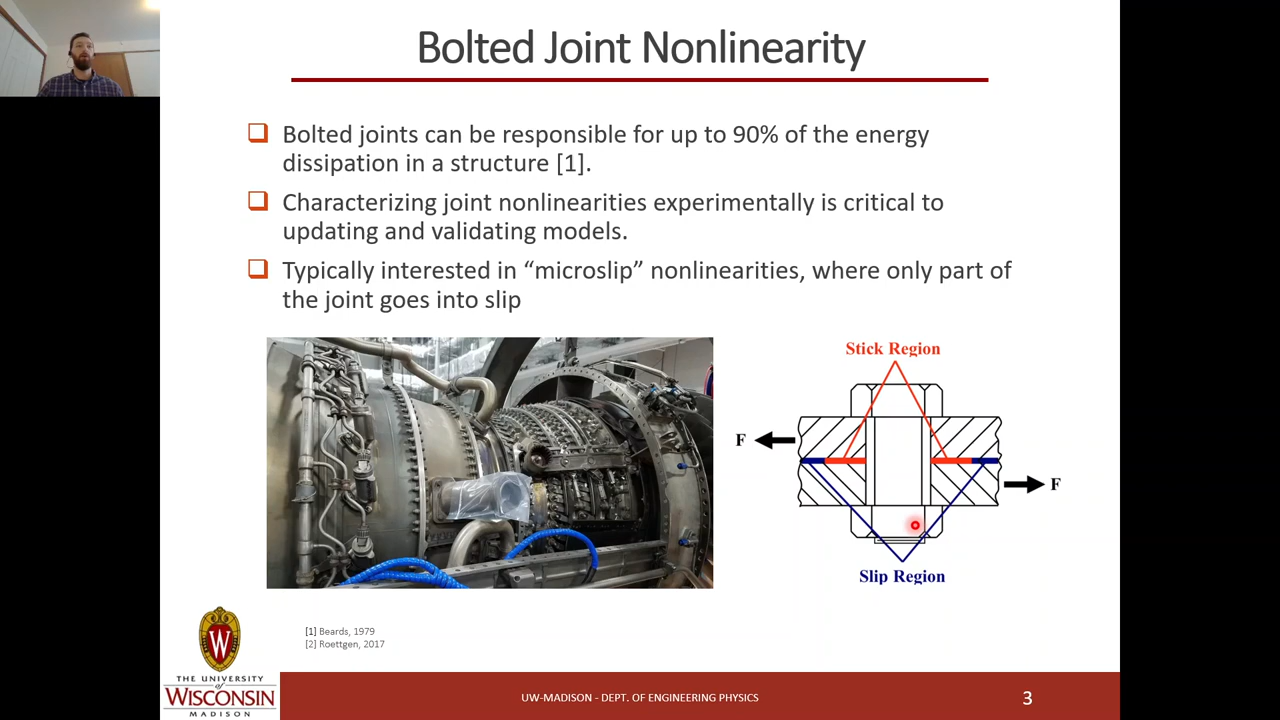 Bolted Joint Nonlinearity
Bolted joints can be responsible for up to 90% of the energy
dissipation in a structure [1].
Characterizing joint nonlinearities experimentally is critical to
updating and validating models.
Typically interested in “microslip” nonlinearities, where only part of
the joint goes into slip
Stick Region
F
F
Slip Region
[1] Beards, 1979
[2] Roettgen, 2017
W
THE UNIVERSITY
of
WISCONSIN
MADISON
UW-MADISON - DEPT. OF ENGINEERING PHYSICS
3